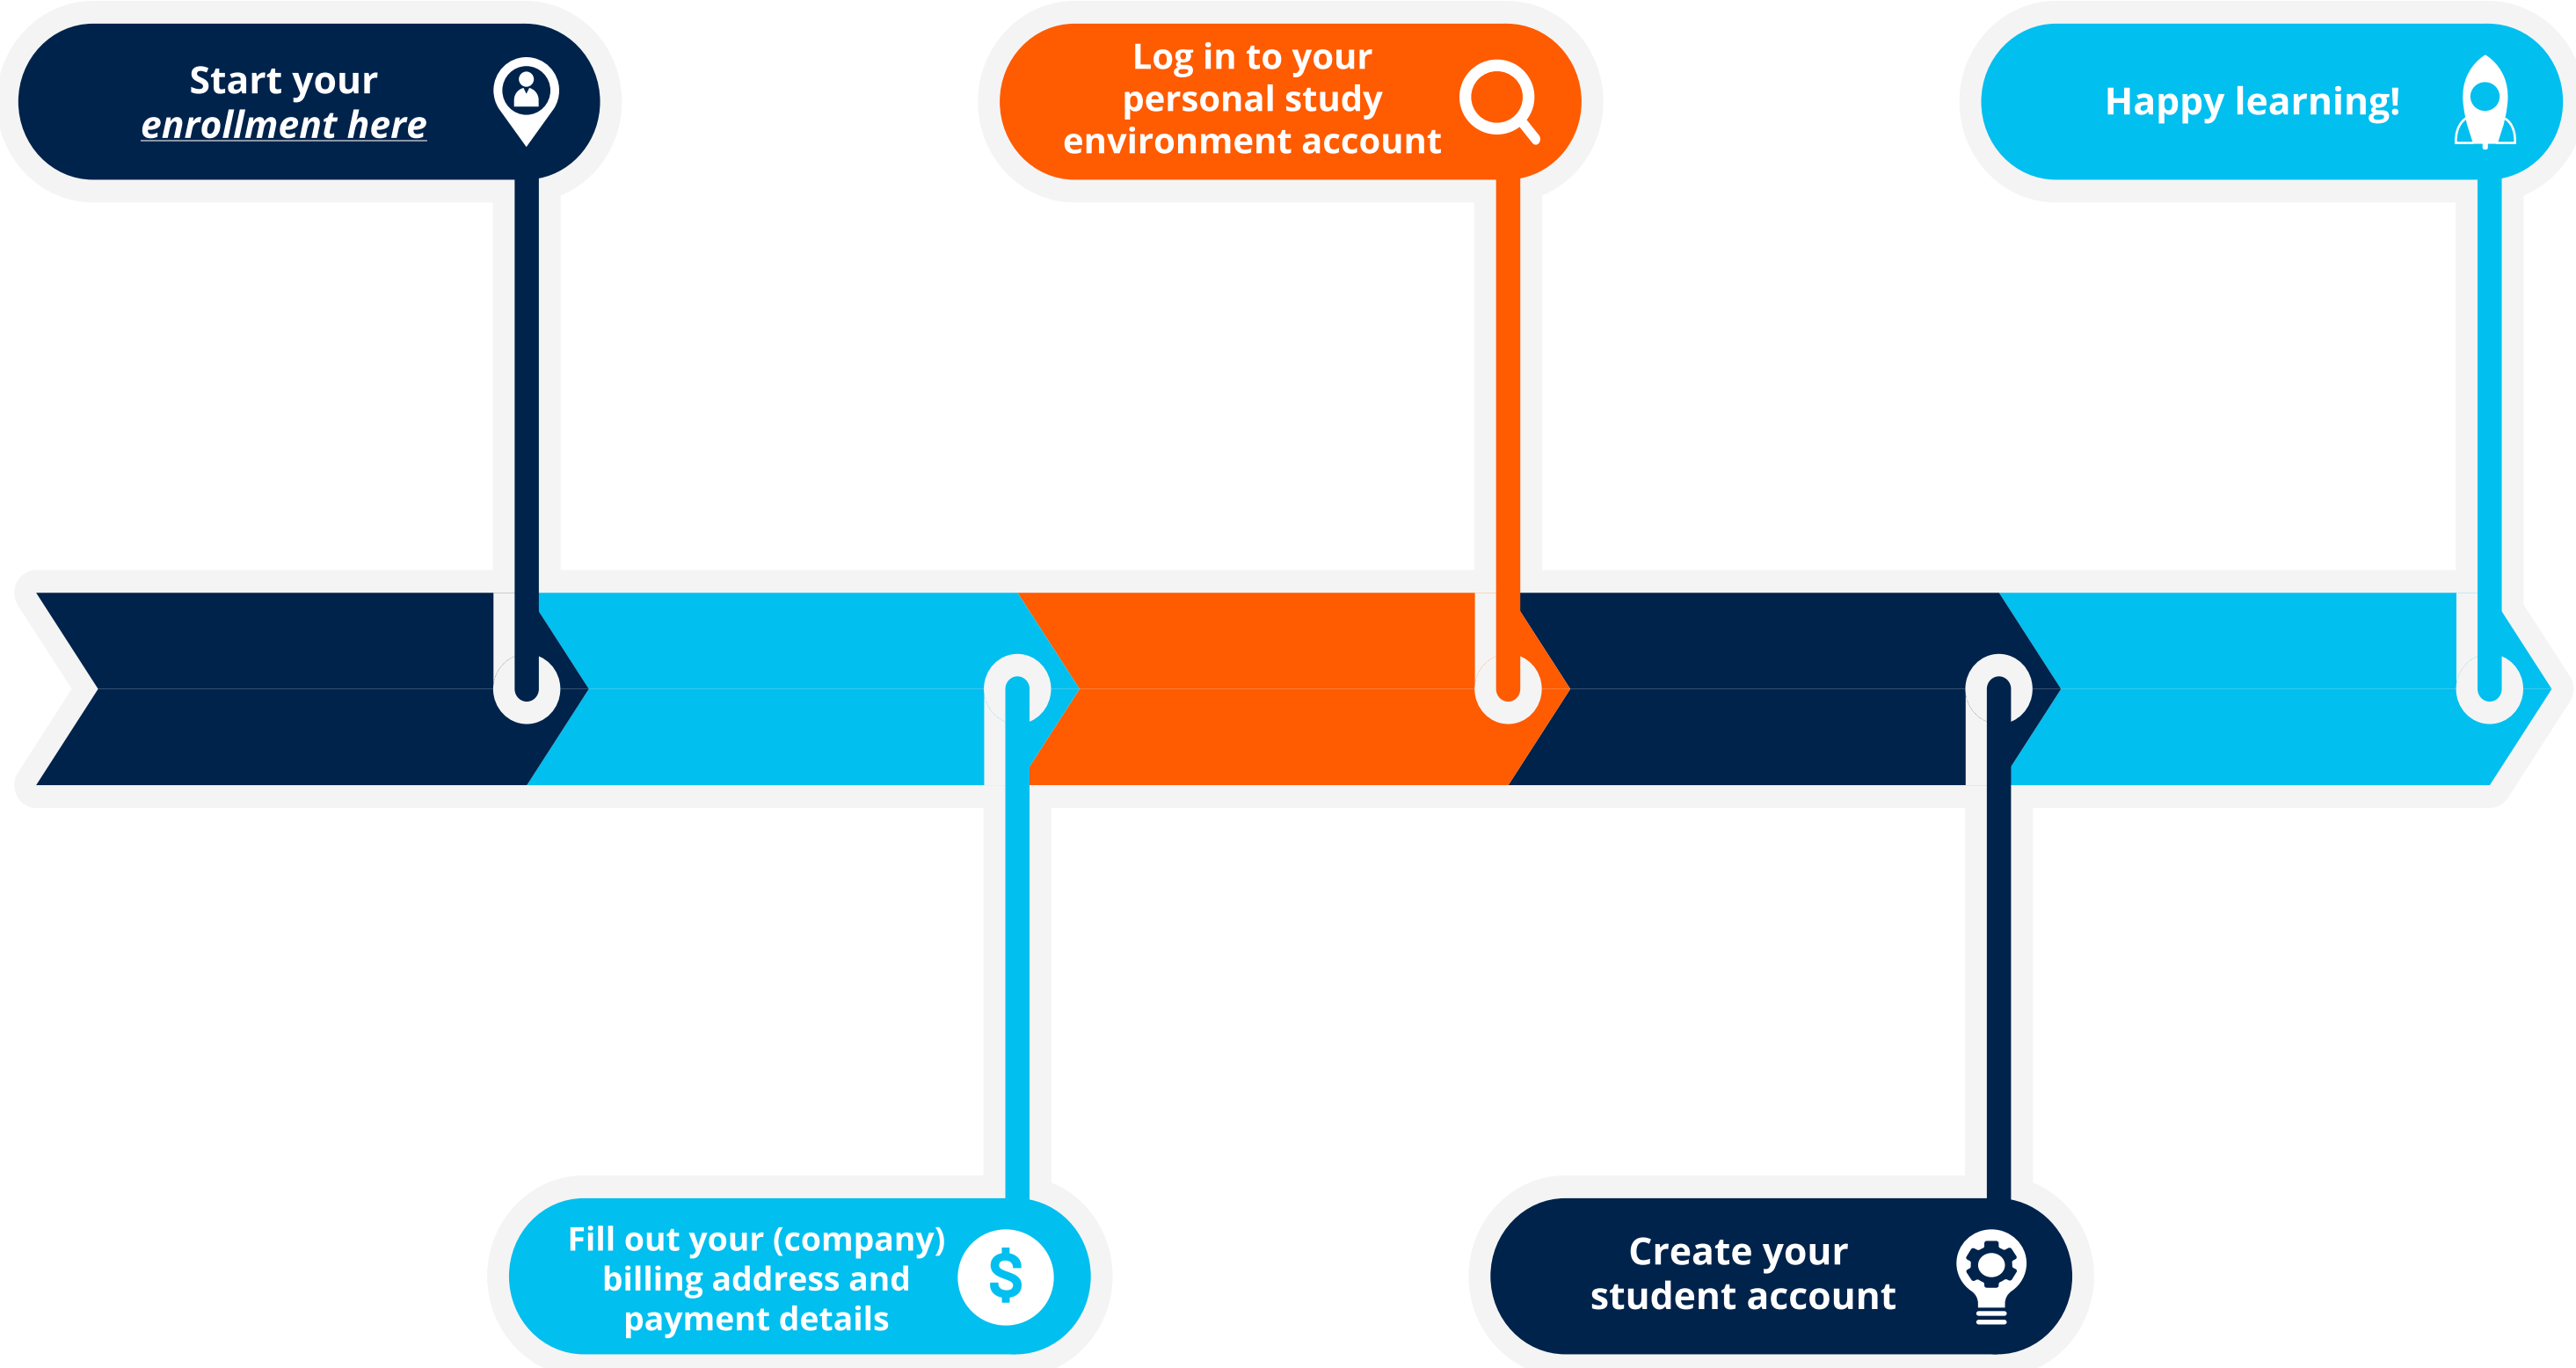 Start your
enrollment here
Log in to your
personal study
environment account
Happy learning!
Fill out your (company)
billing address and
payment details
$
Create your
student account